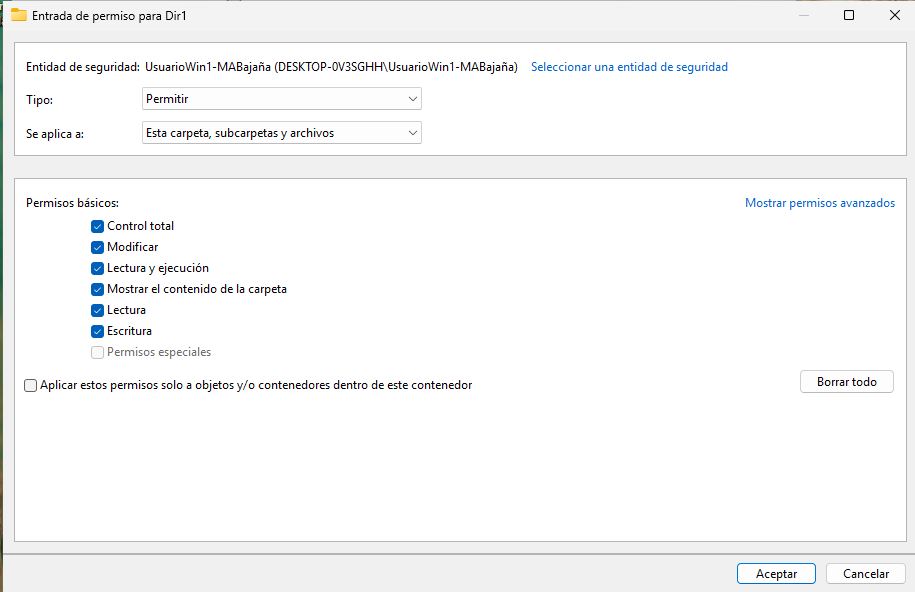 Entrada de permiso para Dir1
Entidad de seguridad: UsuarioWin1-MABajaña (DESKTOP-0V3SGHH\UsuarioWin1-MABajaña) Seleccionar una entidad de seguridad
Tipo: Permitir
Se aplica a: Esta carpeta, subcarpetas y archivos
Permisos básicos: Mostrar permisos avanzados
Control total
Modificar
Lectura y ejecución
Mostrar el contenido de la carpeta
Lectura
Escritura
Permisos especiales
Aplicar estos permisos solo a objetos y/o contenedores dentro de este contenedor Borrar todo
Aceptar Cancelar